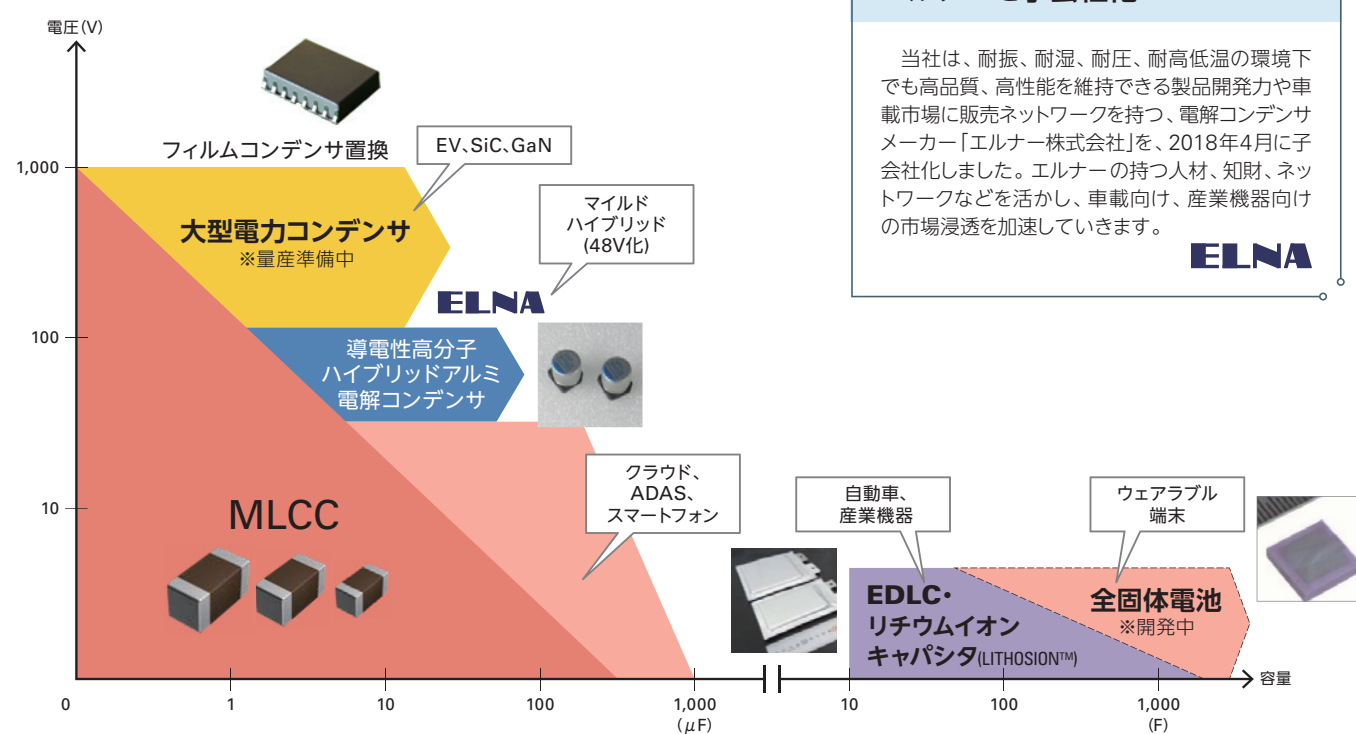 電圧(V)
フィルムコンデンサ置換
1,000
EV、SiC、GaN
大型電力コンデンサ
※量産準備中
マイルド
ハイブリッド
(48V化)
ELNA
100
導電性高分子
ハイブリッドアルミ
電解コンデンサ
クラウド、
ADAS、
スマートフォン
10
MLCC
自動車、
産業機器
ウェアラブル
端末
EDLC・
リチウムイオン
キャパシタ(LITHOSION™)
全固体電池
※開発中
0 1 10 100 1,000 10 100 1,000 容量
(μF) (F)
当社は、耐振、耐湿、耐圧、耐高低温の環境下
でも高品質、高性能を維持できる製品開発力や車
載市場に販売ネットワークを持つ、電解コンデンサ
メーカー「エルナー株式会社」を、2018年4月に子
会社化しました。エルナーの持つ人材、知財、ネッ
トワークなどを活かし、車載向け、産業機器向け
の市場浸透を加速していきます。
ELNA